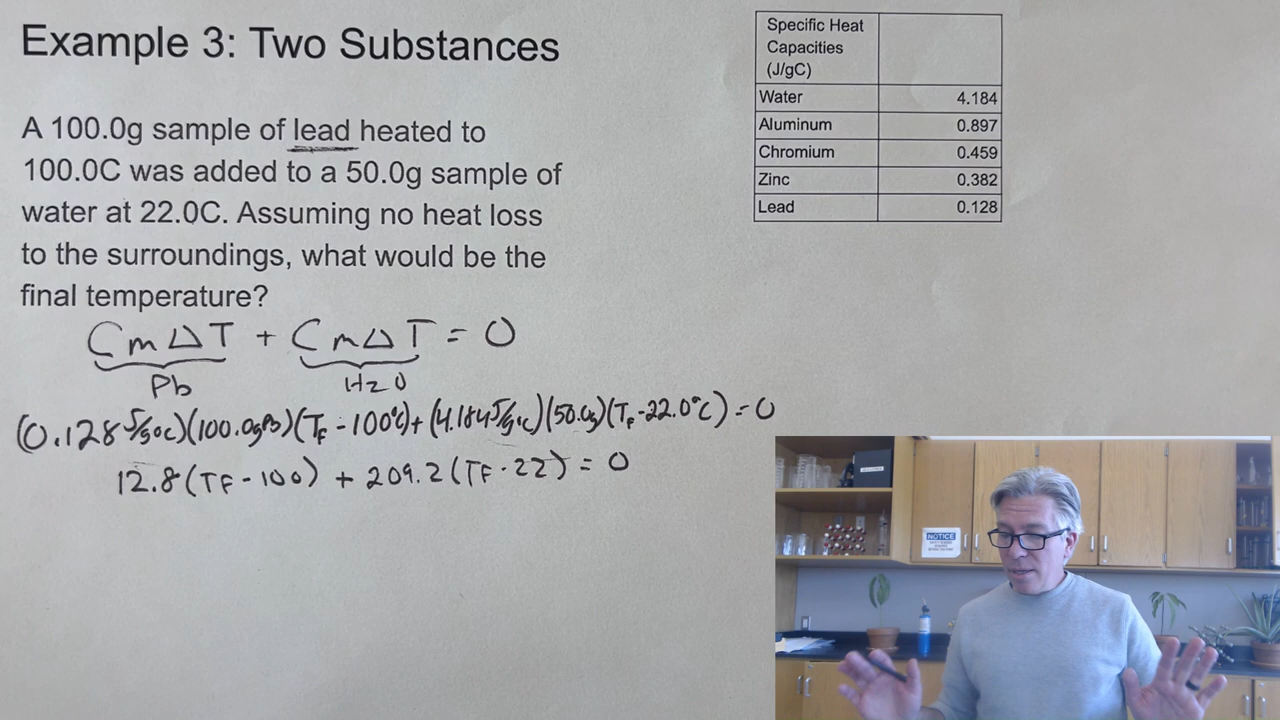 Example 3: Two Substances
A 100.0g sample of lead heated to
100.0C was added to a 50.0g sample of
water at 22.0C. Assuming no heat loss
to the surroundings, what would be the
final temperature?
Specific Heat
Capacities
(J/gC)
Water 4.184
Aluminum 0.897
Chromium 0.459
Zinc 0.382
Lead 0.128
CmΔT + CmΔT = 0
Pb H2O
(0.128 J/g°C)(100.0gPb)(TF - 100°C) + (4.184 J/g°C)(50.0g)(TF - 22.0°C) = 0
12.8(TF - 100) + 209.2(TF - 22) = 0
NOTICE